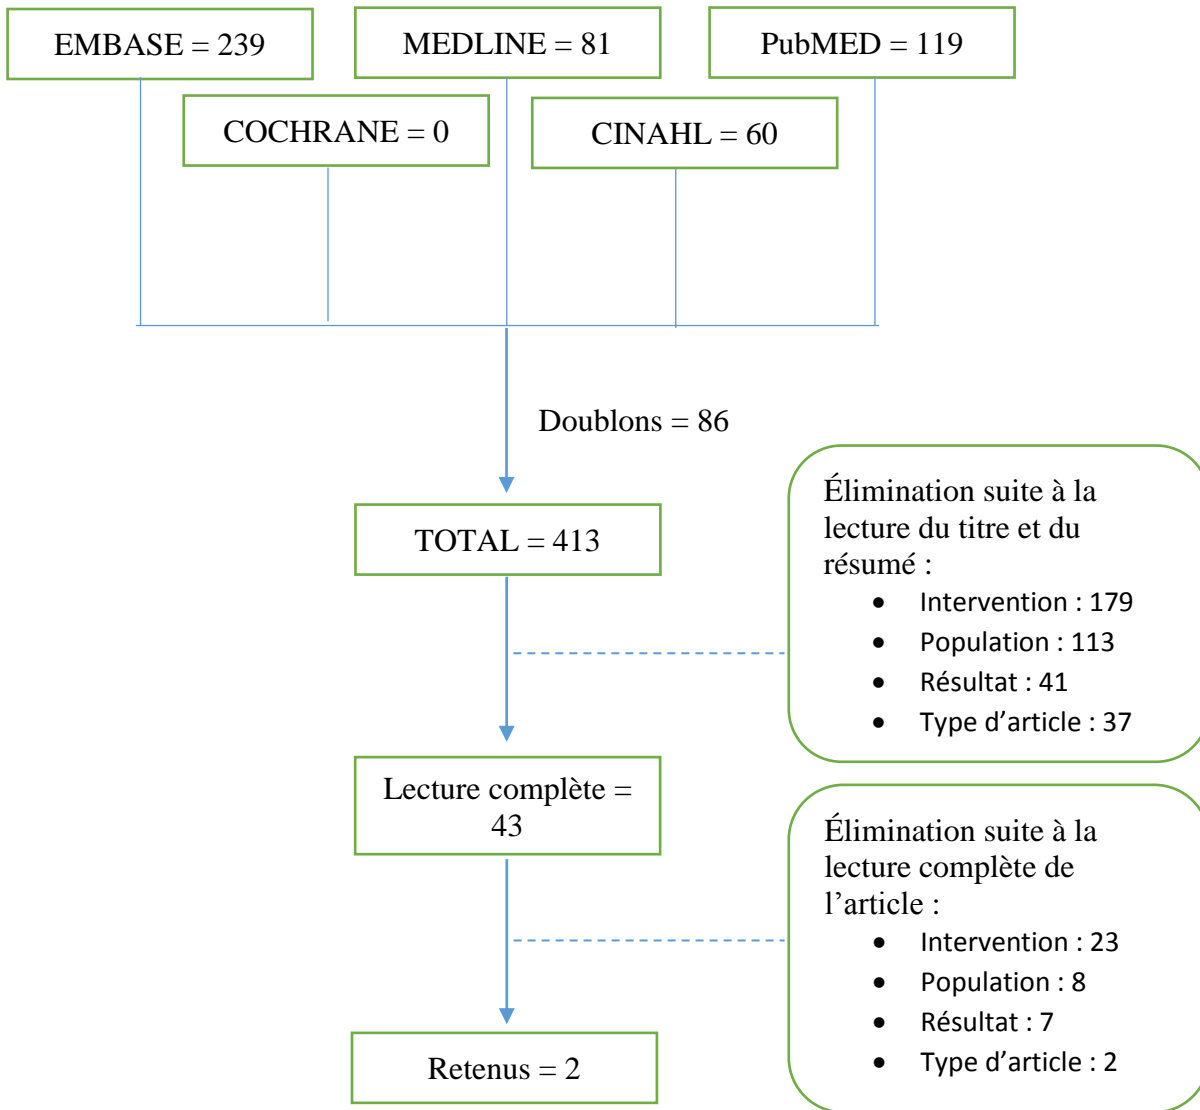 EMBASE = 239
MEDLINE = 81
PubMED = 119
COCHRANE = 0
CINAHL = 60
Doublons = 86
TOTAL = 413
Élimination suite à la
lecture du titre et du
résumé :
• Intervention : 179
• Population : 113
• Résultat : 41
• Type d’article : 37
Lecture complète =
43
Élimination suite à la
lecture complète de
l’article :
• Intervention : 23
• Population : 8
• Résultat : 7
• Type d’article : 2
Retenus = 2